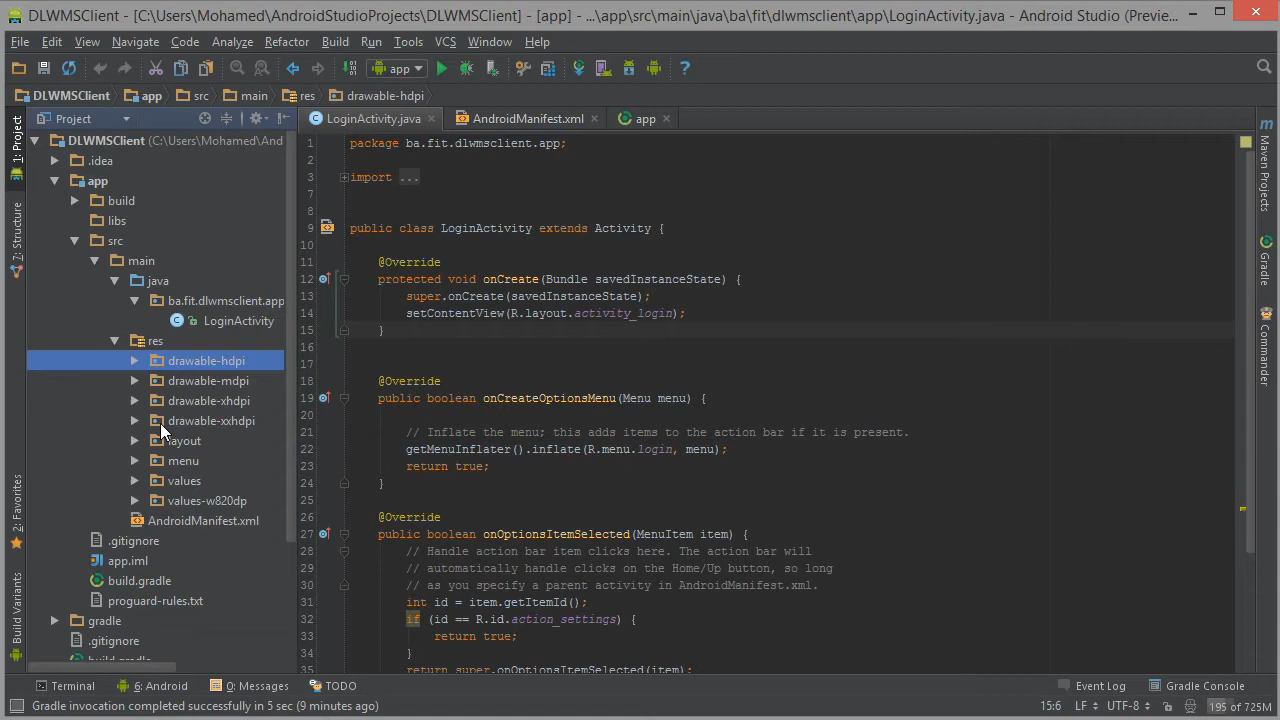 DLWMSClient - [C:\Users\Mohamed\AndroidStudioProjects\DLWMSClient] - [app] - ...\app\src\main\java\ba\fit\dlwmsclient\app\LoginActivity.java - Android Studio (Preview...
File Edit View Navigate Code Analyze Refactor Build Run Tools VCS Window Help
app
DLWMSClient app src main res drawable-hdpi
Project LoginActivity.java AndroidManifest.xml app
1: Project
7: Structure
2: Favorites
Build Variants
DLWMSClient (C:\Users\Mohamed\And
.idea
app
build
libs
src
main
java
ba.fit.dlwmsclient.app
LoginActivity
res
drawable-hdpi
drawable-mdpi
drawable-xhdpi
drawable-xxhdpi
layout
menu
values
values-w820dp
AndroidManifest.xml
.gitignore
app.iml
build.gradle
proguard-rules.txt
gradle
.gitignore
build.gradle
1 package ba.fit.dlwmsclient.app;
2
3 import ...
7
8
9 public class LoginActivity extends Activity {
10
11 @Override
12 protected void onCreate(Bundle savedInstanceState) {
13 super.onCreate(savedInstanceState);
14 setContentView(R.layout.activity_login);
15 }
16
17
18 @Override
19 public boolean onCreateOptionsMenu(Menu menu) {
20
21 // Inflate the menu; this adds items to the action bar if it is present.
22 getMenuInflater().inflate(R.menu.login, menu);
23 return true;
24 }
25
26 @Override
27 public boolean onOptionsItemSelected(MenuItem item) {
28 // Handle action bar item clicks here. The action bar will
29 // automatically handle clicks on the Home/Up button, so long
30 // as you specify a parent activity in AndroidManifest.xml.
31 int id = item.getItemId();
32 if (id == R.id.action_settings) {
33 return true;
34 }
35 return super.onOptionsItemSelected(item);
Maven Projects
Gradle
Commander
Terminal 6: Android 0: Messages TODO Event Log Gradle Console
Gradle invocation completed successfully in 5 sec (9 minutes ago) 15:6 LF UTF-8 195 of 725M